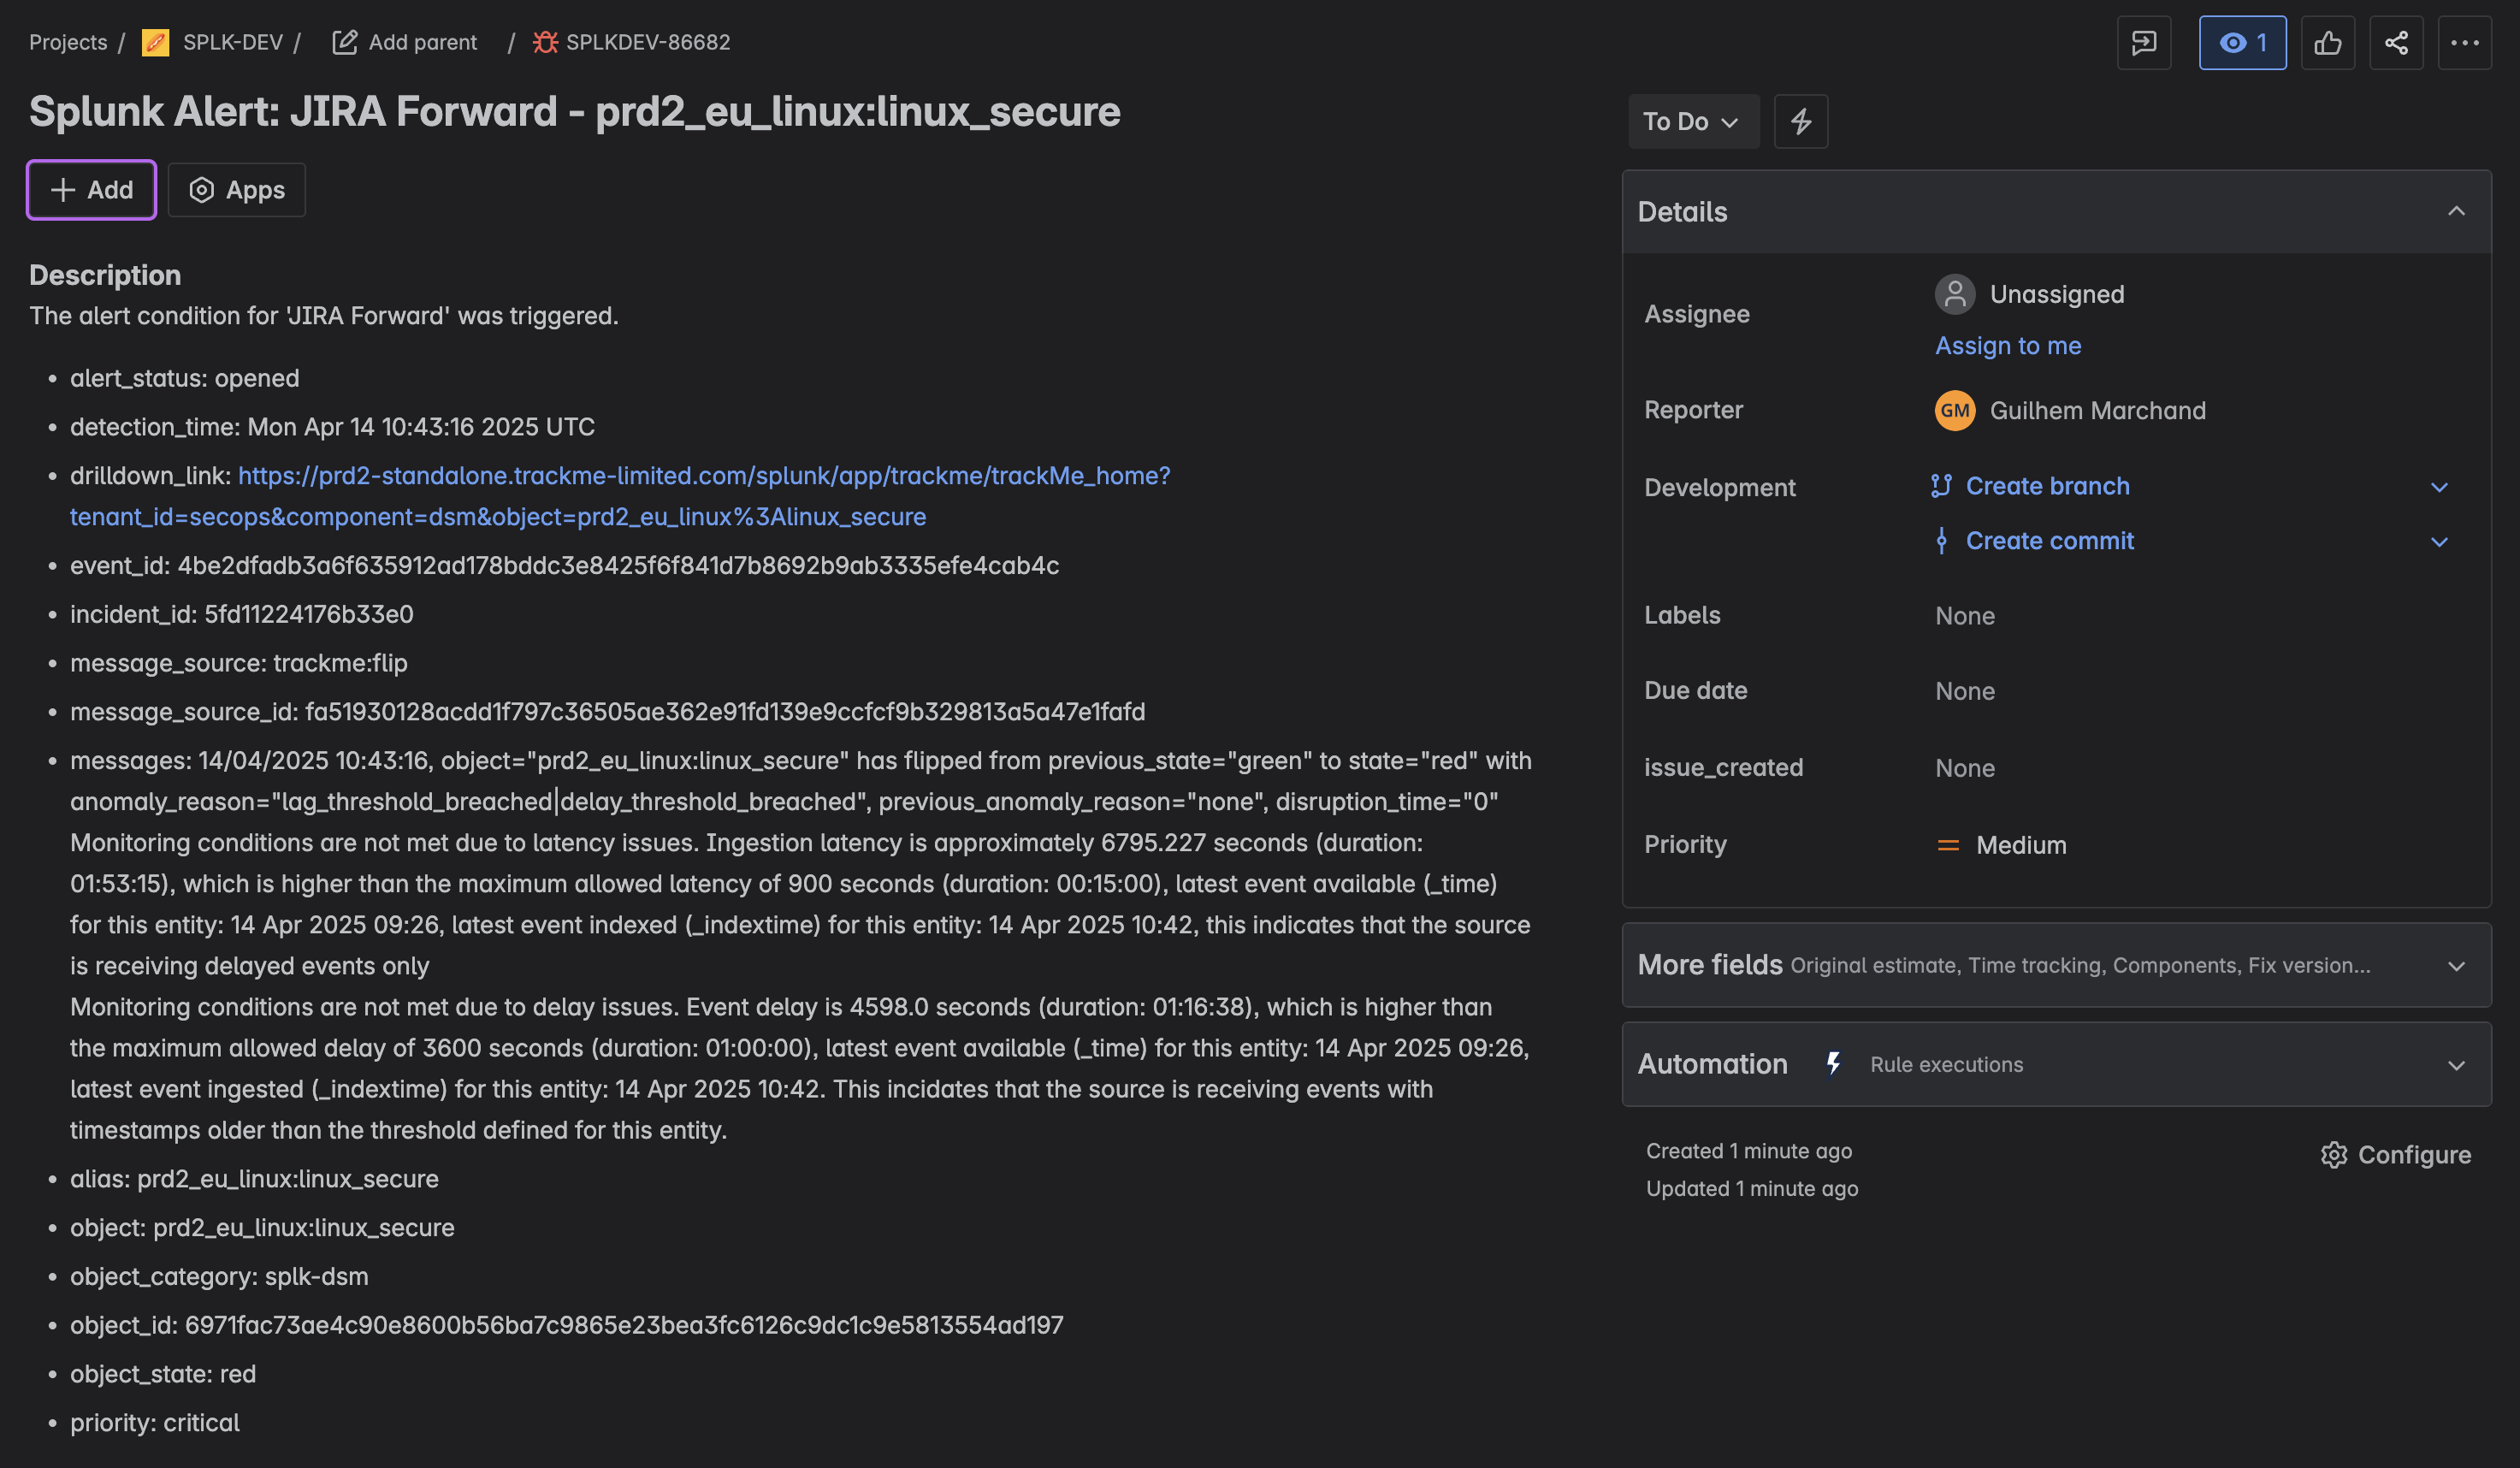 Projects / SPLK-DEV / Add parent / SPLKDEV-86682
1
Splunk Alert: JIRA Forward - prd2_eu_linux:linux_secure
Add
Apps
Description
The alert condition for 'JIRA Forward' was triggered.
• alert_status: opened
• detection_time: Mon Apr 14 10:43:16 2025 UTC
• drilldown_link: https://prd2-standalone.trackme-limited.com/splunk/app/trackme/trackMe_home?
tenant_id=secops&component=dsm&object=prd2_eu_linux%3Alinux_secure
• event_id: 4be2dfadb3a6f635912ad178bddc3e8425f6f841d7b8692b9ab3335efe4cab4c
• incident_id: 5fd11224176b33e0
• message_source: trackme:flip
• message_source_id: fa51930128acdd1f797c36505ae362e91fd139e9ccfcf9b329813a5a47e1fafd
• messages: 14/04/2025 10:43:16, object="prd2_eu_linux:linux_secure" has flipped from previous_state="green" to state="red" with
anomaly_reason="lag_threshold_breached|delay_threshold_breached", previous_anomaly_reason="none", disruption_time="0"
Monitoring conditions are not met due to latency issues. Ingestion latency is approximately 6795.227 seconds (duration:
01:53:15), which is higher than the maximum allowed latency of 900 seconds (duration: 00:15:00), latest event available (_time)
for this entity: 14 Apr 2025 09:26, latest event indexed (_indextime) for this entity: 14 Apr 2025 10:42, this indicates that the source
is receiving delayed events only
Monitoring conditions are not met due to delay issues. Event delay is 4598.0 seconds (duration: 01:16:38), which is higher than
the maximum allowed delay of 3600 seconds (duration: 01:00:00), latest event available (_time) for this entity: 14 Apr 2025 09:26,
latest event ingested (_indextime) for this entity: 14 Apr 2025 10:42. This incidates that the source is receiving events with
timestamps older than the threshold defined for this entity.
• alias: prd2_eu_linux:linux_secure
• object: prd2_eu_linux:linux_secure
• object_category: splk-dsm
• object_id: 6971fac73ae4c90e8600b56ba7c9865e23bea3fc6126c9dc1c9e5813554ad197
• object_state: red
• priority: critical
To Do
Details
Assignee
Unassigned
Assign to me
Reporter
GM Guilhem Marchand
Development
Create branch
Create commit
Labels
None
Due date
None
issue_created
None
Priority
Medium
More fields Original estimate, Time tracking, Components, Fix version...
Automation Rule executions
Created 1 minute ago
Updated 1 minute ago
Configure